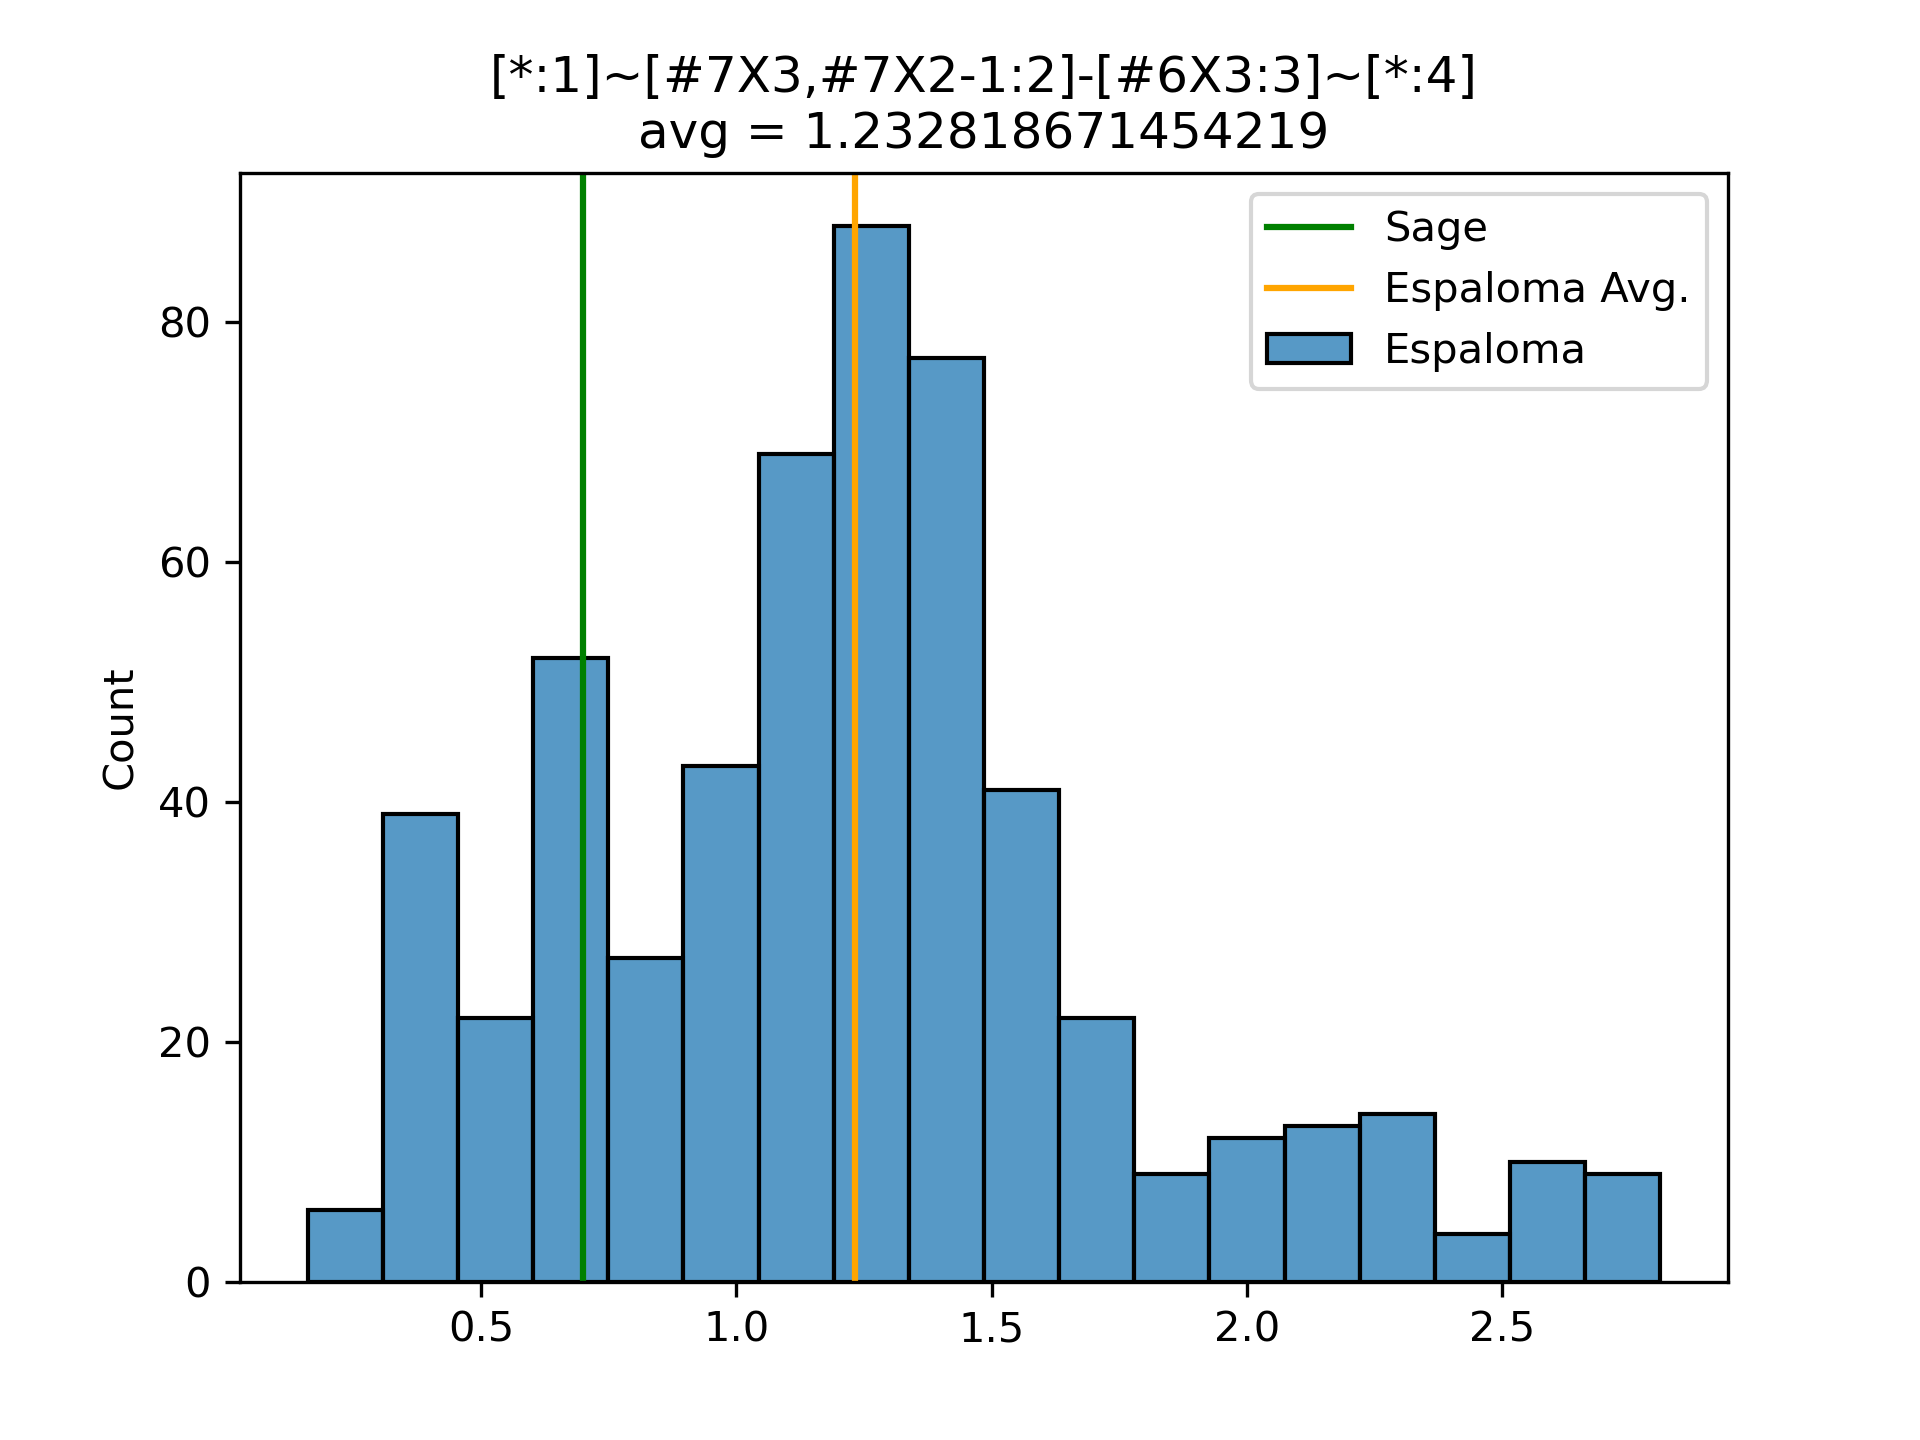 [*:1]~[#7X3,#7X2-1:2]-[#6X3:3]~[*:4]
avg = 1.232818671454219
Sage
Espaloma Avg.
Espaloma
Count
80
60
40
20
0
0.5 1.0 1.5 2.0 2.5